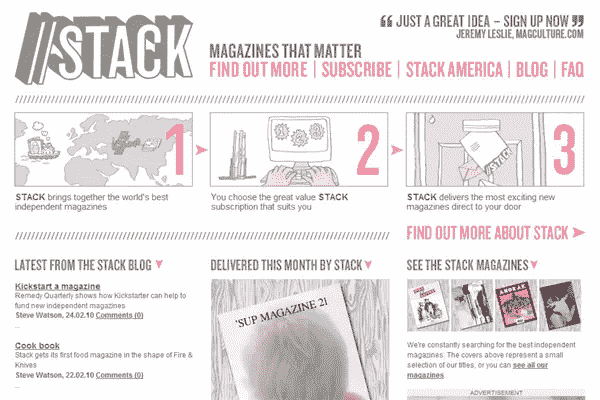 //STACK
“ JUST A GREAT IDEA – SIGN UP NOW ”
JEREMY LESLIE, MAGCULTURE.COM
MAGAZINES THAT MATTER
FIND OUT MORE | SUBSCRIBE | STACK AMERICA | BLOG | FAQ
1
2
//STACK
3
STACK brings together the world's best
independent magazines
You choose the great value STACK
subscription that suits you
STACK delivers the most exciting new
magazines direct to your door
FIND OUT MORE ABOUT STACK
LATEST FROM THE STACK BLOG
Kickstart a magazine
Remedy Quarterly shows how Kickstarter can help to
fund new independent magazines
Steve Watson, 24.02.10 Comments (0)
...
Cook book
Stack gets its first food magazine in the shape of Fire &
Knives
Steve Watson, 22.02.10 Comments (0)
...
DELIVERED THIS MONTH BY STACK
'SUP MAGAZINE 21
SEE THE STACK MAGAZINES
ANORAK
We're constantly searching for the best independent
magazines. The covers above represent a small
selection of our titles, or you can see all our
magazines.
ADVERTISEMENT